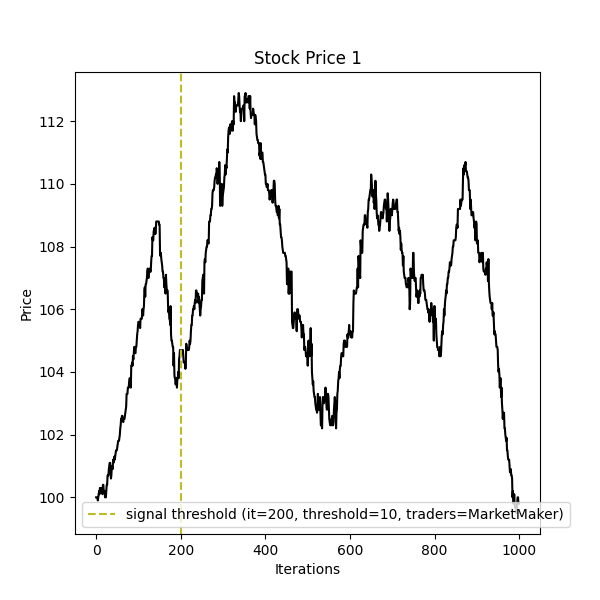 Stock Price 1
112
110
108
106
104
102
100
Price
signal threshold (it=200, threshold=10, traders=MarketMaker)
0 200 400 600 800 1000
Iterations